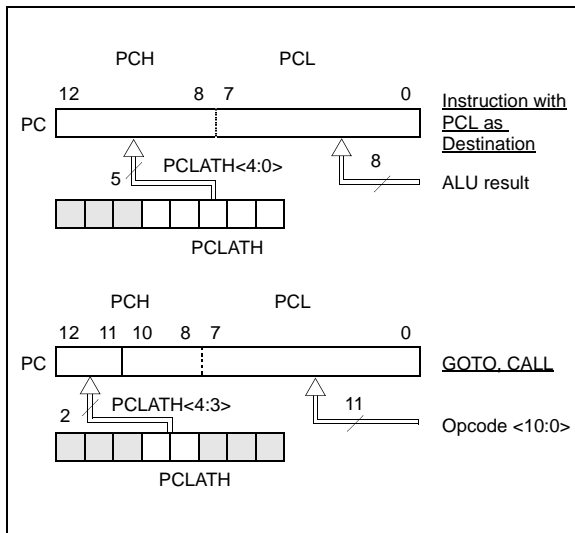 PCH PCL
12 8 7 0
PC
Instruction with
PCL as
Destination
5 PCLATH<4:0>
8
ALU result
PCLATH
PCH PCL
12 11 10 8 7 0
PC
GOTO, CALL
2 PCLATH<4:3>
11
Opcode <10:0>
PCLATH